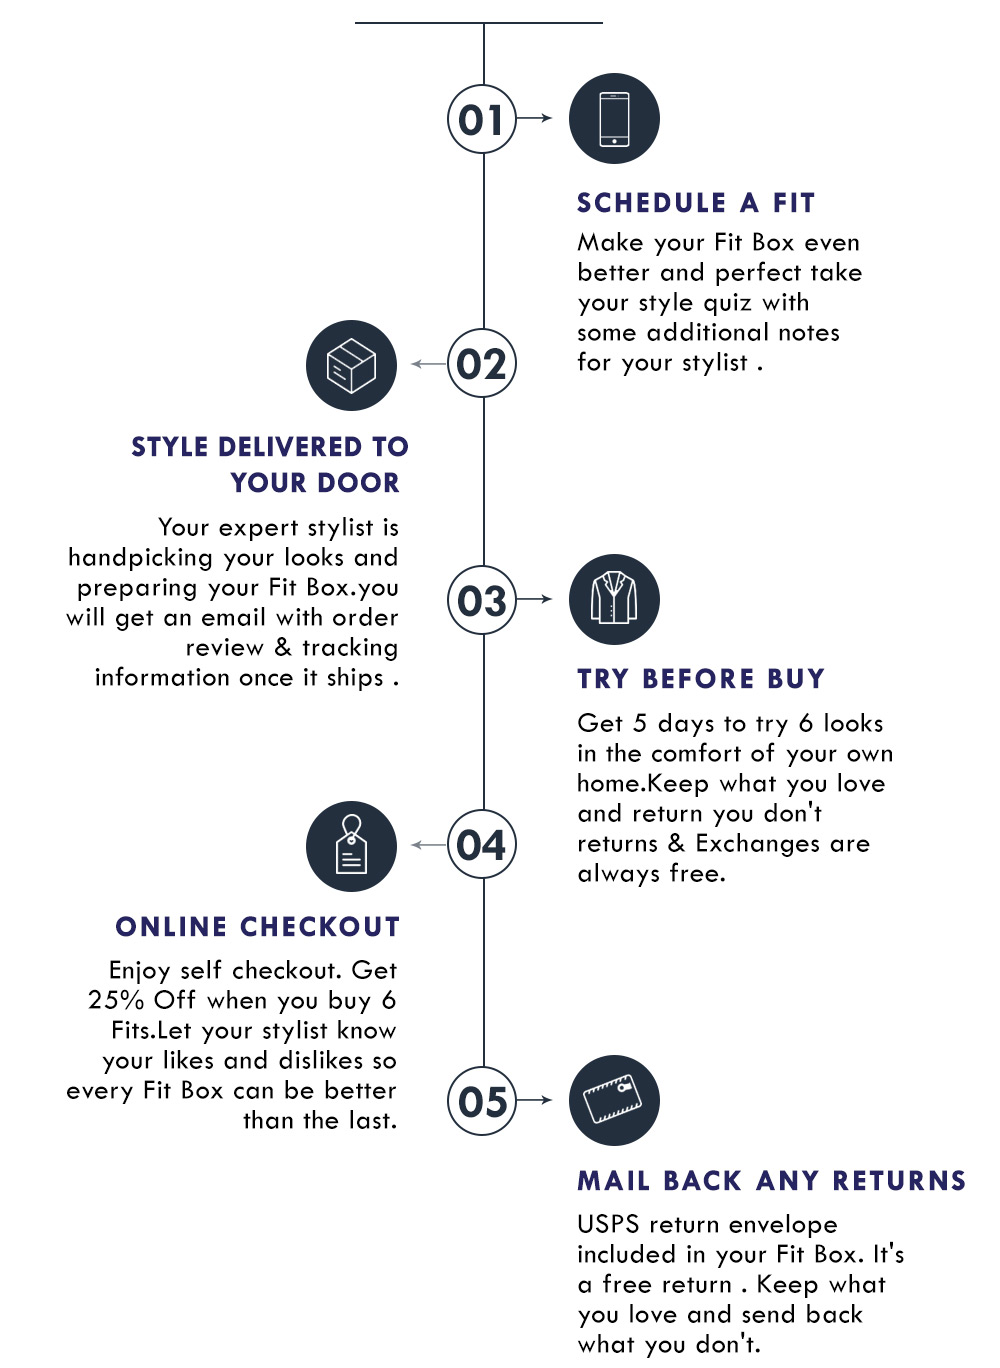 01
SCHEDULE A FIT
Make your Fit Box even
better and perfect take
your style quiz with
some additional notes
for your stylist .
02
STYLE DELIVERED TO
YOUR DOOR
Your expert stylist is
handpicking your looks and
preparing your Fit Box.you
will get an email with order
review & tracking
information once it ships .
03
TRY BEFORE BUY
Get 5 days to try 6 looks
in the comfort of your own
home.Keep what you love
and return you don't
returns & Exchanges are
always free.
04
ONLINE CHECKOUT
Enjoy self checkout. Get
25% Off when you buy 6
Fits.Let your stylist know
your likes and dislikes so
every Fit Box can be better
than the last.
05
MAIL BACK ANY RETURNS
USPS return envelope
included in your Fit Box. It's
a free return . Keep what
you love and send back
what you don't.